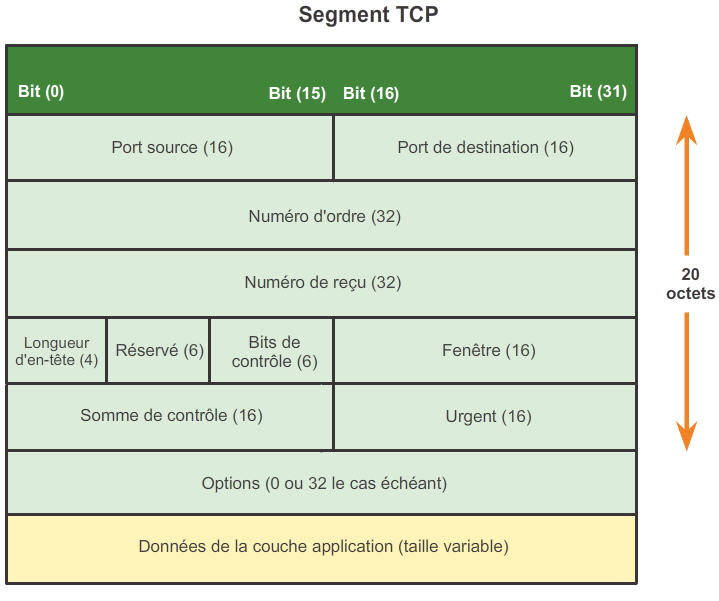 Segment TCP
Bit (0)
Bit (15)
Bit (16)
Bit (31)
Port source (16)
Port de destination (16)
Numéro d'ordre (32)
Numéro de reçu (32)
20
octets
Longueur
d'en-tête (4)
Réservé (6)
Bits de
contrôle (6)
Fenêtre (16)
Somme de contrôle (16)
Urgent (16)
Options (0 ou 32 le cas échéant)
Données de la couche application (taille variable)